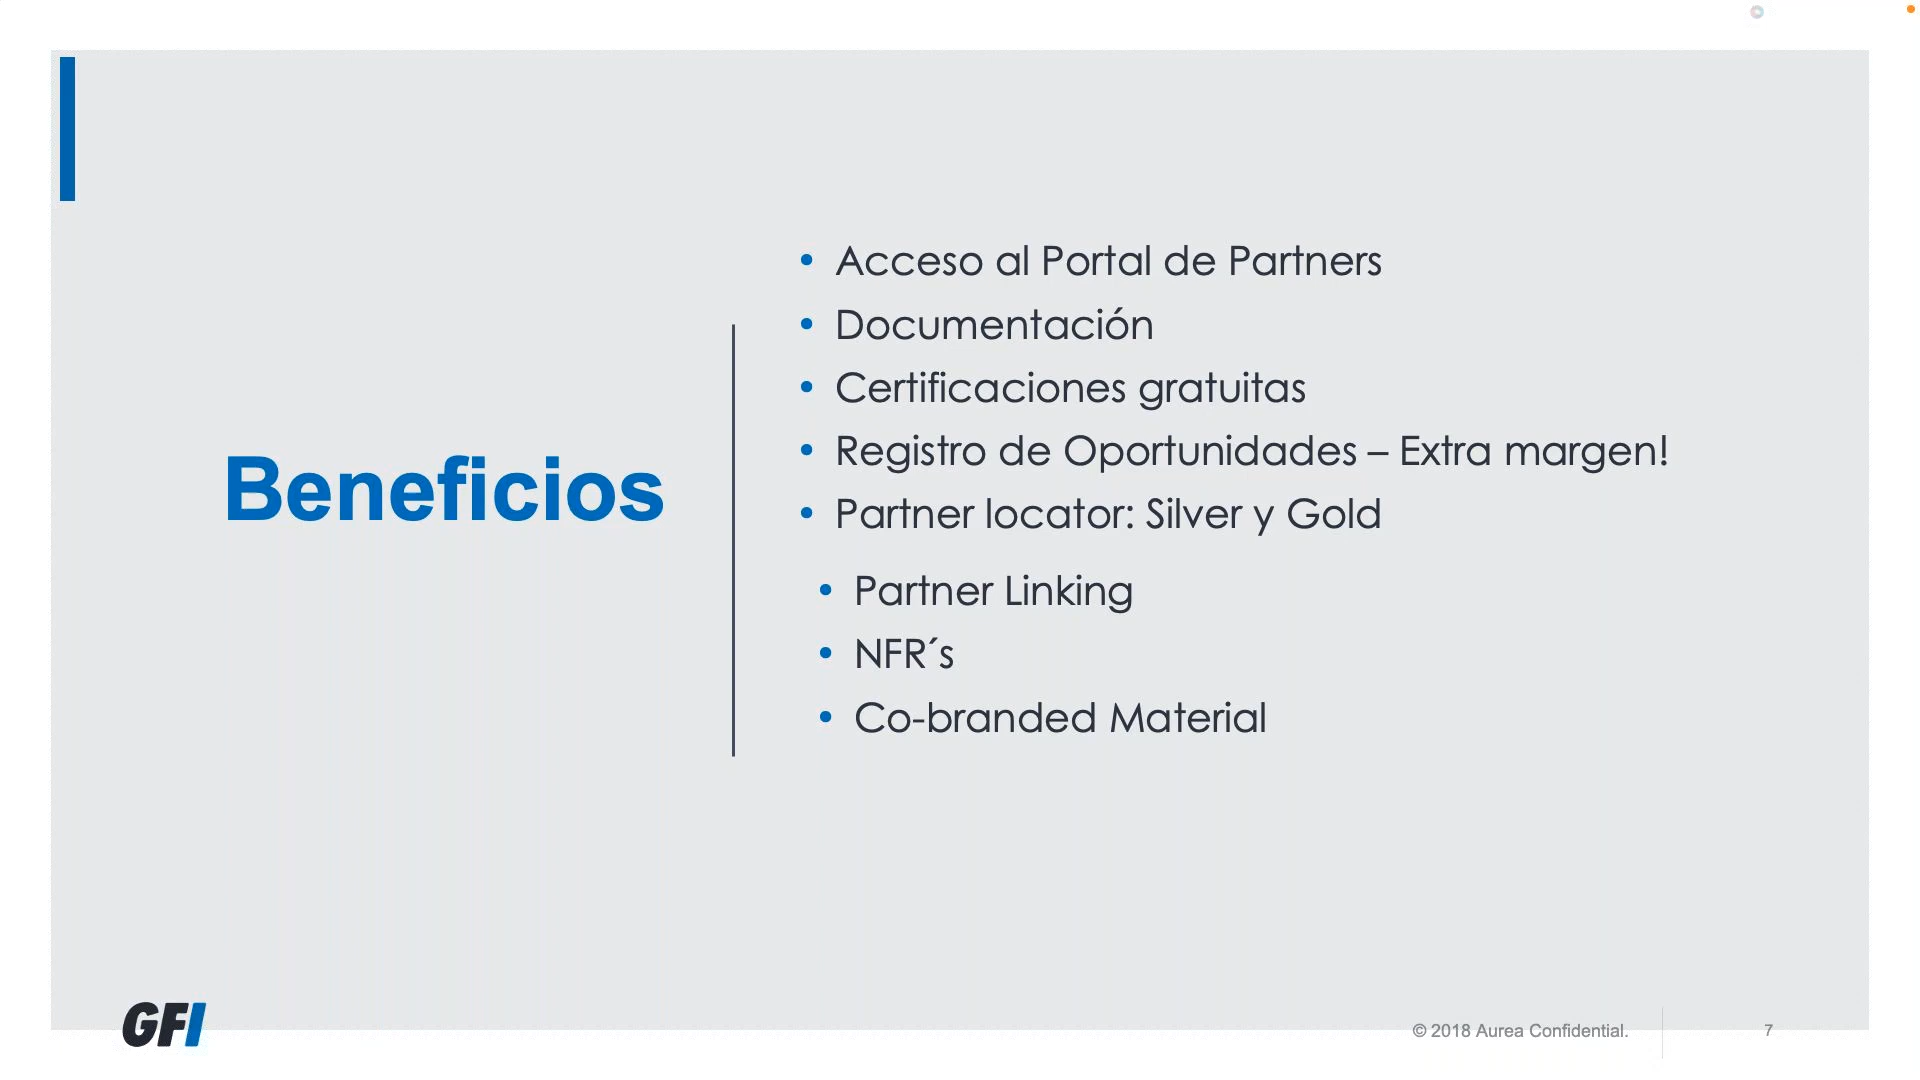 Beneficios
• Acceso al Portal de Partners
• Documentación
• Certificaciones gratuitas
• Registro de Oportunidades – Extra margen!
• Partner locator: Silver y Gold
• Partner Linking
• NFR´s
• Co-branded Material
GFI
© 2018 Aurea Confidential.
7